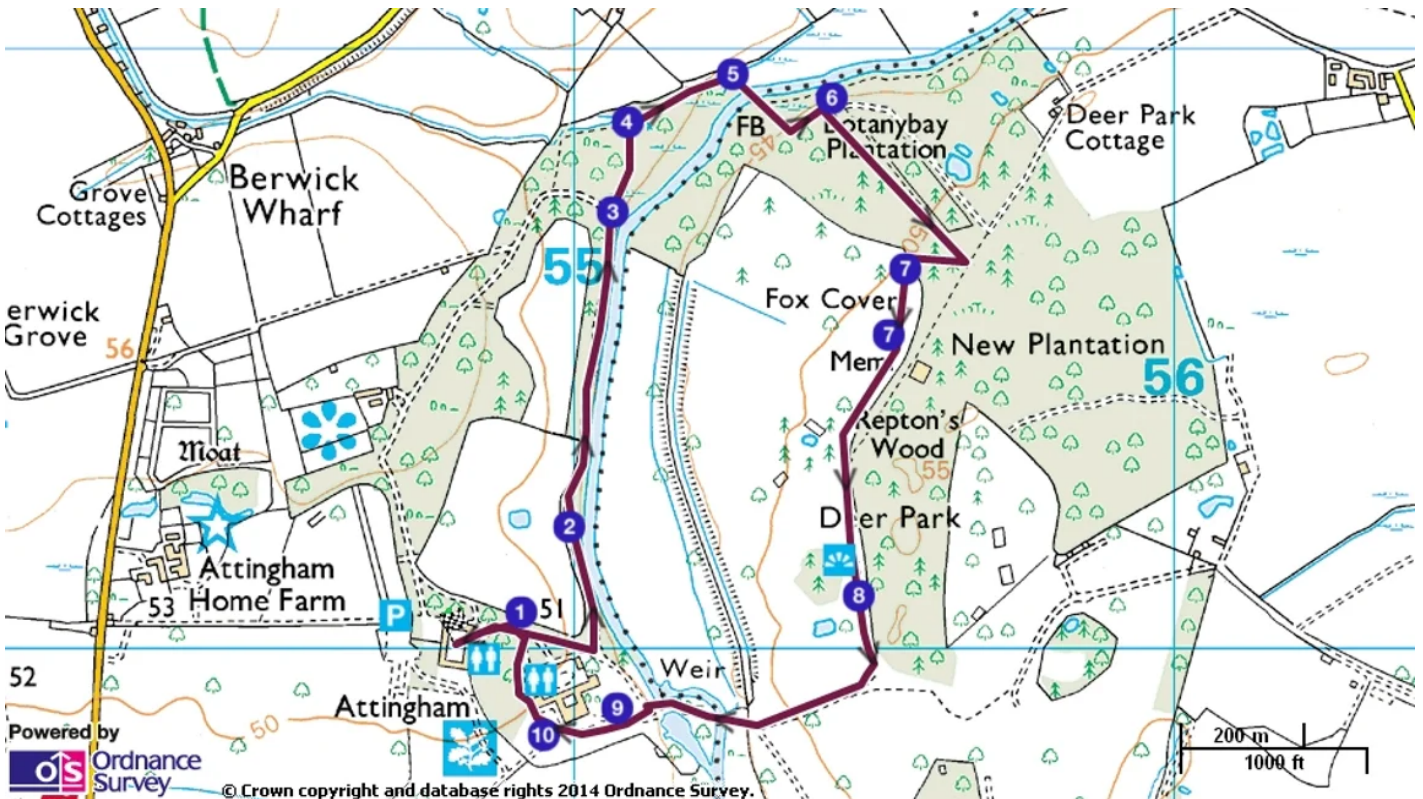 5
4
6
FB
Botanybay
Plantation
45
Deer Park
Cottage
Grove
Cottages
Berwick
Wharf
3
55
50
7
Fox Cover
erwick
Grove
56
7
Mem
New Plantation
56
Repton's
Wood
55
Moat
2
Deer Park
Attingham
Home Farm
53
P
1
51
8
52
Weir
Attingham
50
9
10
Powered by
OS Ordnance
Survey
200 m
1000 ft
© Crown copyright and database rights 2014 Ordnance Survey.